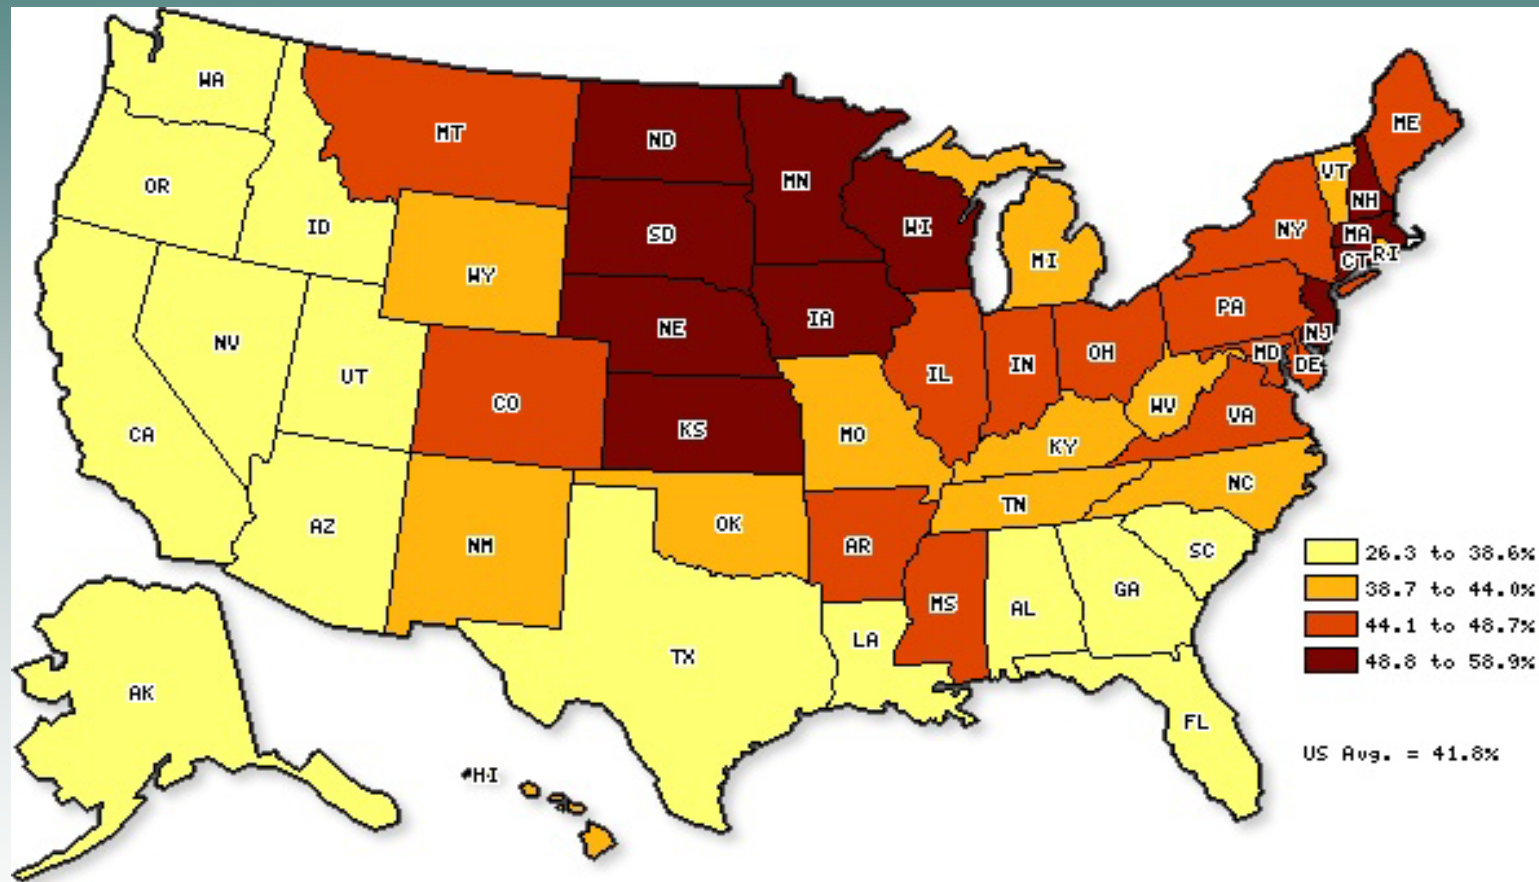 WA
MT
ND
MN
ME
OR
ID
SD
WI
VT
NH
NY
MA
CT
RI
WY
MI
NE
IA
PA
NJ
NV
UT
IL
IN
OH
MD
DE
CO
CA
KS
MO
WV
VA
KY
NC
AZ
NM
OK
TN
AR
SC
MS
AL
GA
LA
TX
AK
FL
HI
26.3 to 38.6%
38.7 to 44.0%
44.1 to 48.7%
48.8 to 58.9%
US Avg. = 41.8%